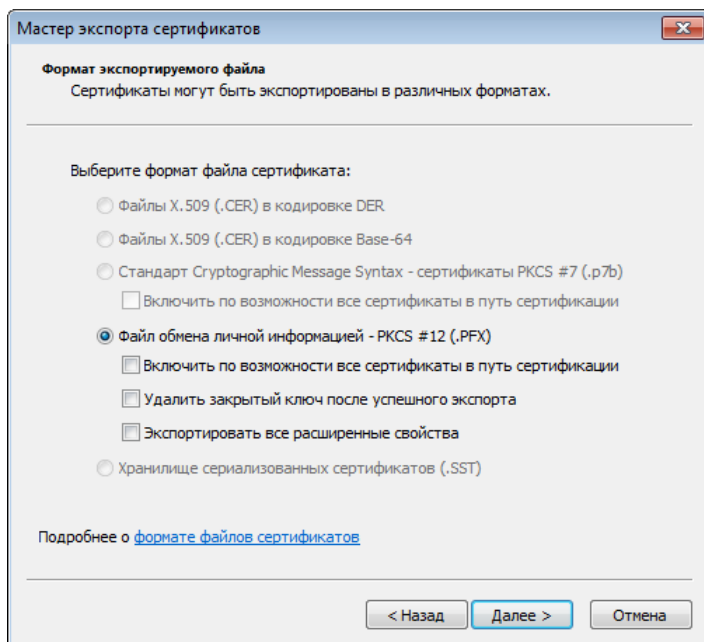 Мастер экспорта сертификатов
Формат экспортируемого файла
Сертификаты могут быть экспортированы в различных форматах.
Выберите формат файла сертификата:
Файлы X.509 (.CER) в кодировке DER
Файлы X.509 (.CER) в кодировке Base-64
Стандарт Cryptographic Message Syntax - сертификаты PKCS #7 (.p7b)
Включить по возможности все сертификаты в путь сертификации
Файл обмена личной информацией - PKCS #12 (.PFX)
Включить по возможности все сертификаты в путь сертификации
Удалить закрытый ключ после успешного экспорта
Экспортировать все расширенные свойства
Хранилище сериализованных сертификатов (.SST)
Подробнее о формате файлов сертификатов
< Назад Далее > Отмена